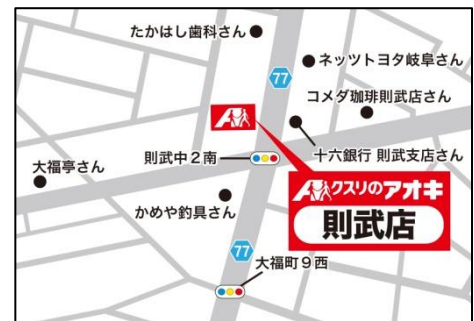 たかはし歯科さん
ネッツトヨタ岐阜さん
77
コメダ珈琲則武店さん
則武中2南
十六銀行 則武支店さん
大福亭さん
クスリのアオキ
則武店
かめや釣具さん
77
大福町9西